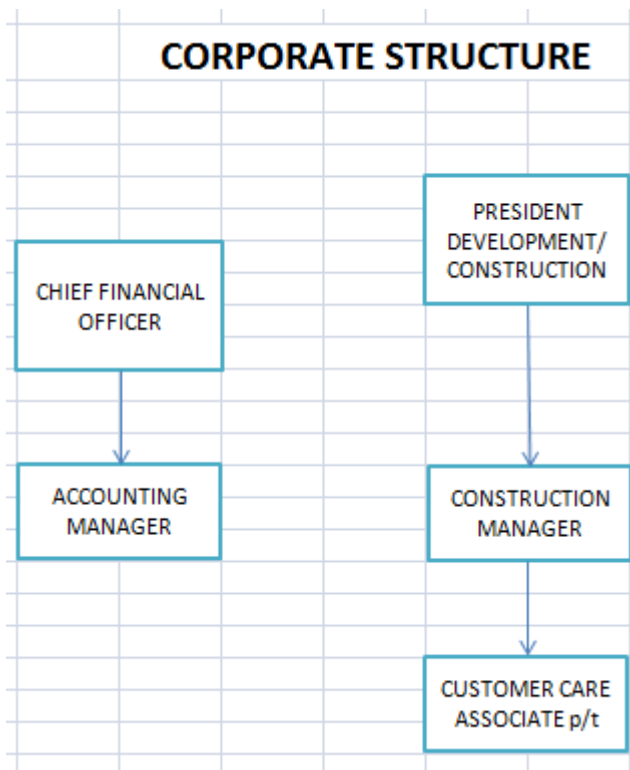 CORPORATE STRUCTURE
PRESIDENT
DEVELOPMENT/
CONSTRUCTION
CHIEF FINANCIAL
OFFICER
ACCOUNTING
MANAGER
CONSTRUCTION
MANAGER
CUSTOMER CARE
ASSOCIATE p/t